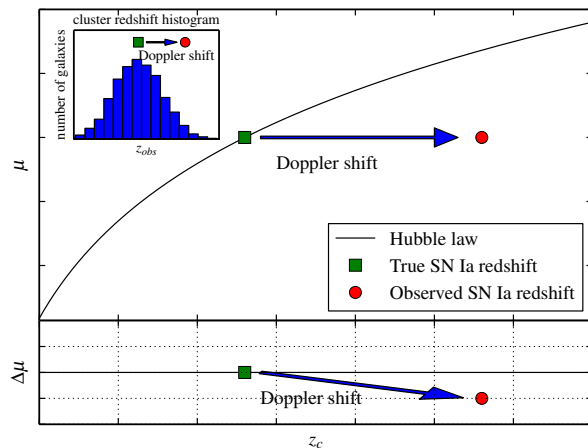 cluster redshift histogram
Doppler shift
number of galaxies
z_obs
μ
Doppler shift
Hubble law
True SN Ia redshift
Observed SN Ia redshift
Δμ
Doppler shift
z_c